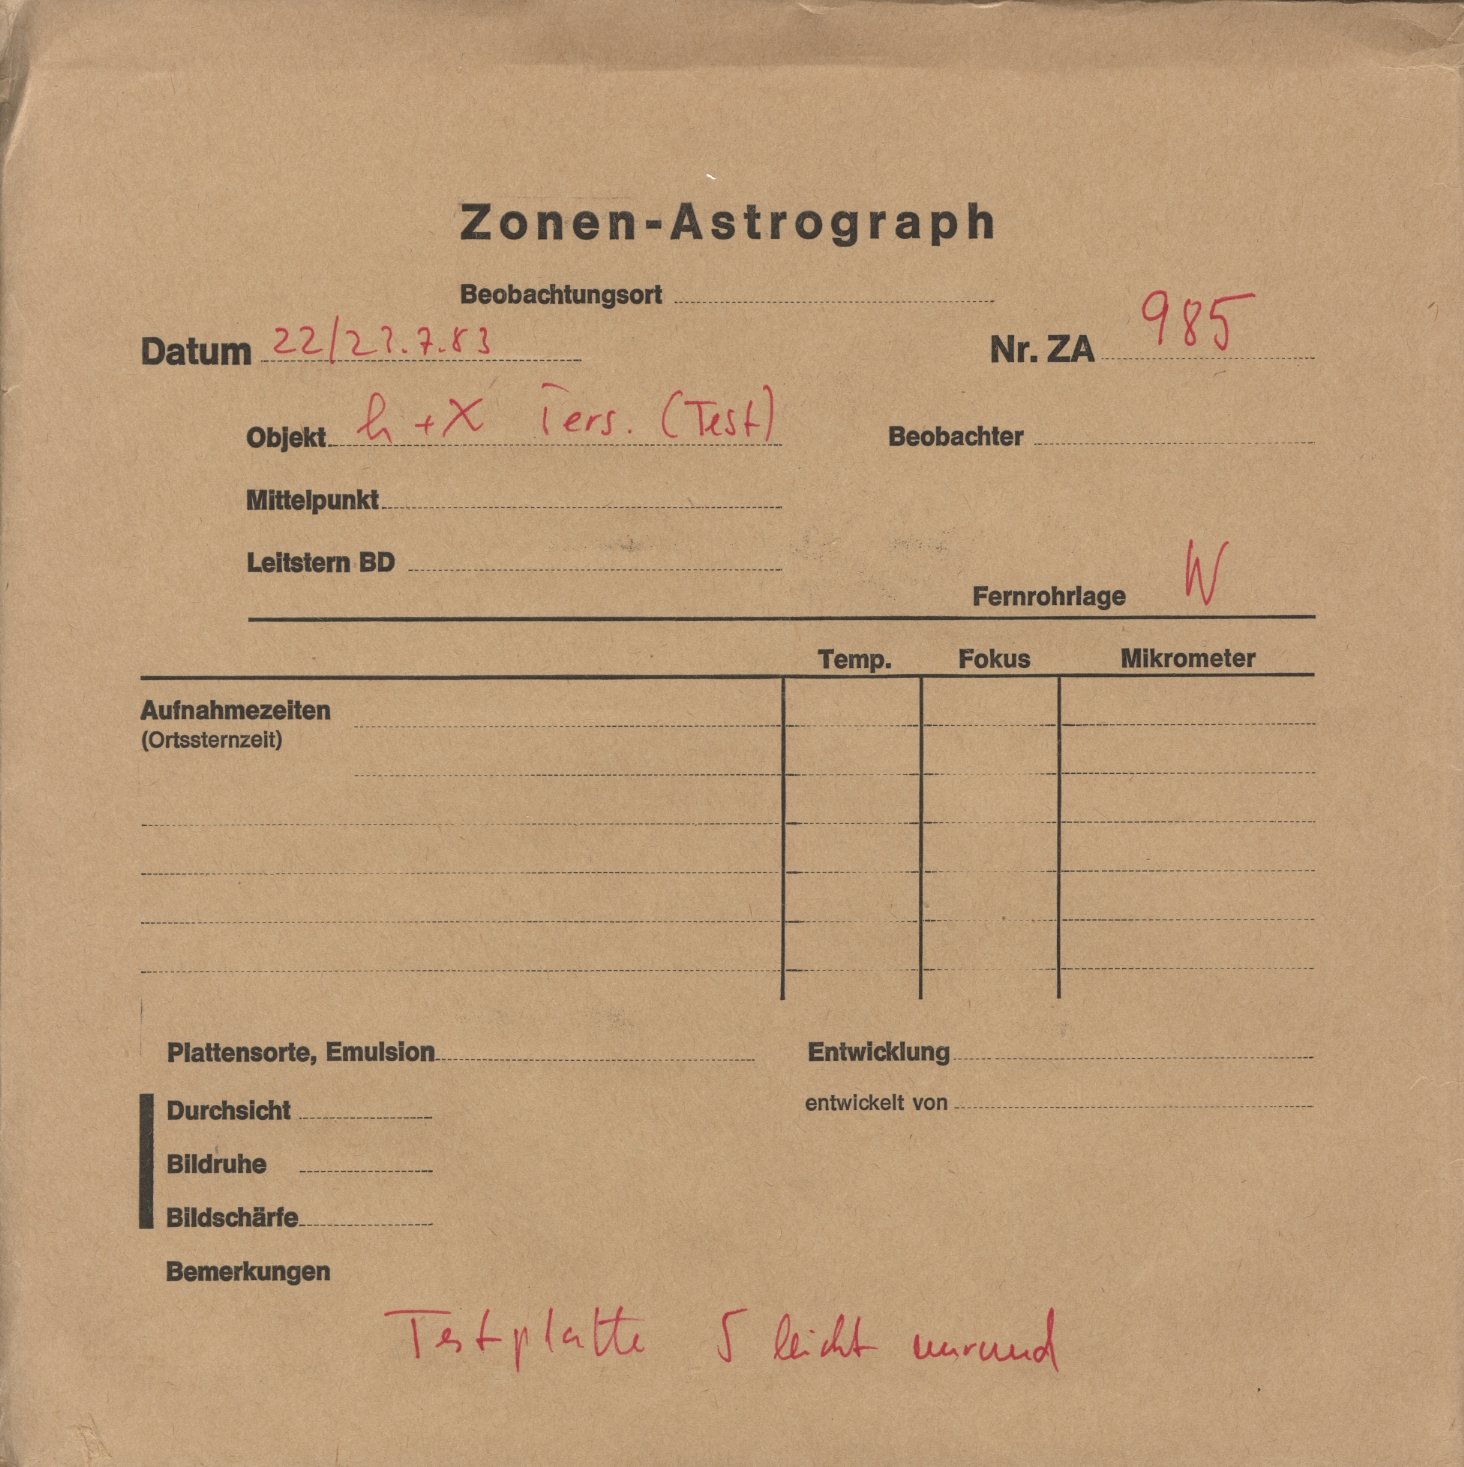 Zonen-Astrograph
Beobachtungsort
Datum 22/23.7.83
Nr. ZA 985
Objekt h + χ Pers. (Test)
Beobachter
Mittelpunkt
Leitstern BD
Fernrohrlage W
Temp. Fokus Mikrometer
Aufnahmezeiten
(Ortssternzeit)
Plattensorte, Emulsion
Entwicklung
Durchsicht
entwickelt von
Bildruhe
Bildschärfe
Bemerkungen
Testplatte 5 leicht unrund